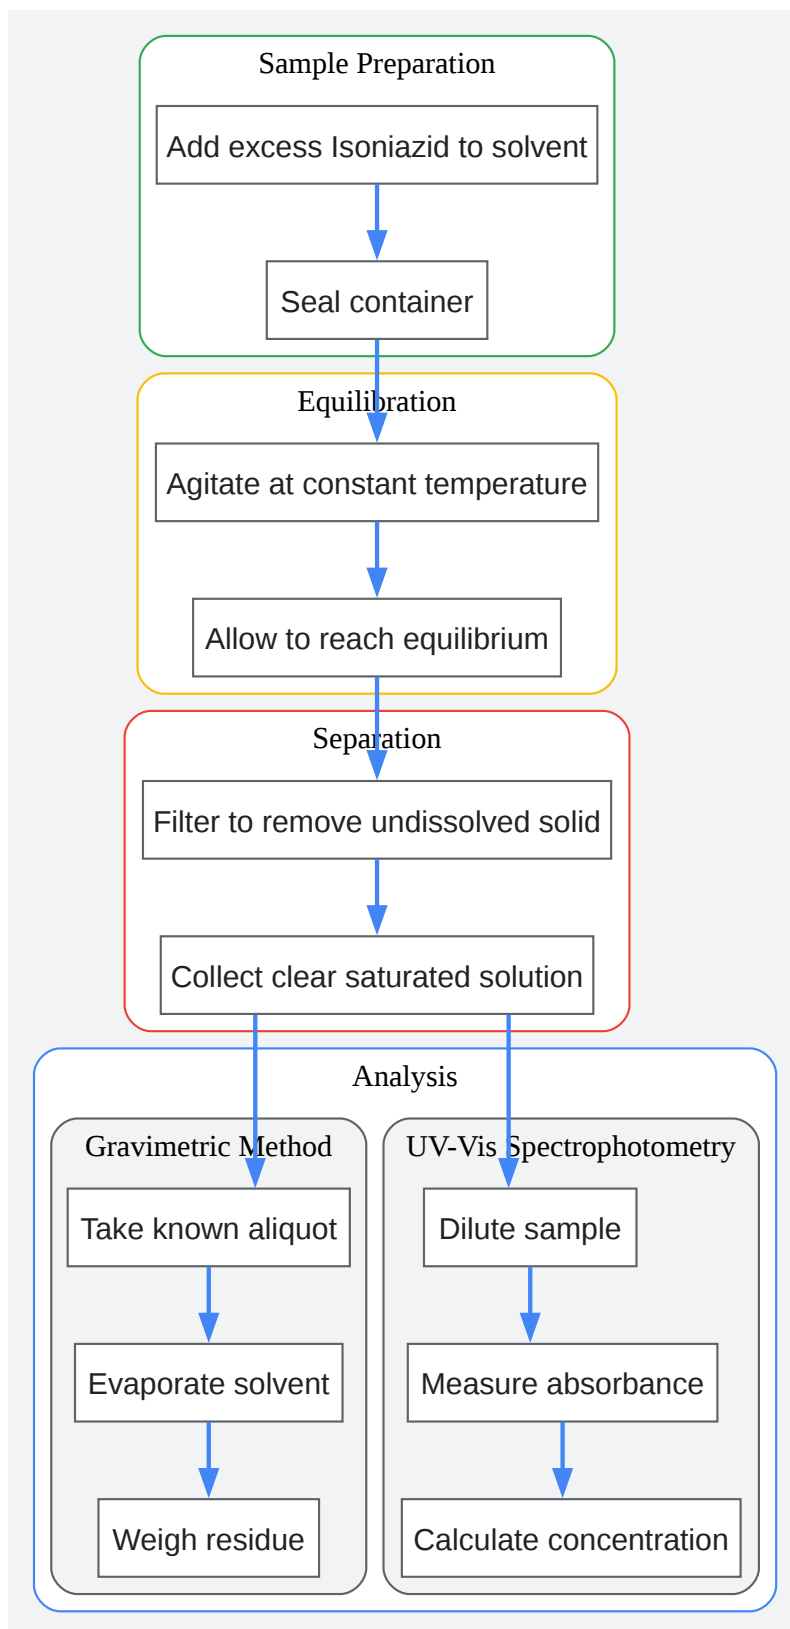 Sample Preparation
Add excess Isoniazid to solvent
Seal container
Equilibration
Agitate at constant temperature
Allow to reach equilibrium
Separation
Filter to remove undissolved solid
Collect clear saturated solution
Analysis
Gravimetric Method
Take known aliquot
Evaporate solvent
Weigh residue
UV-Vis Spectrophotometry
Dilute sample
Measure absorbance
Calculate concentration